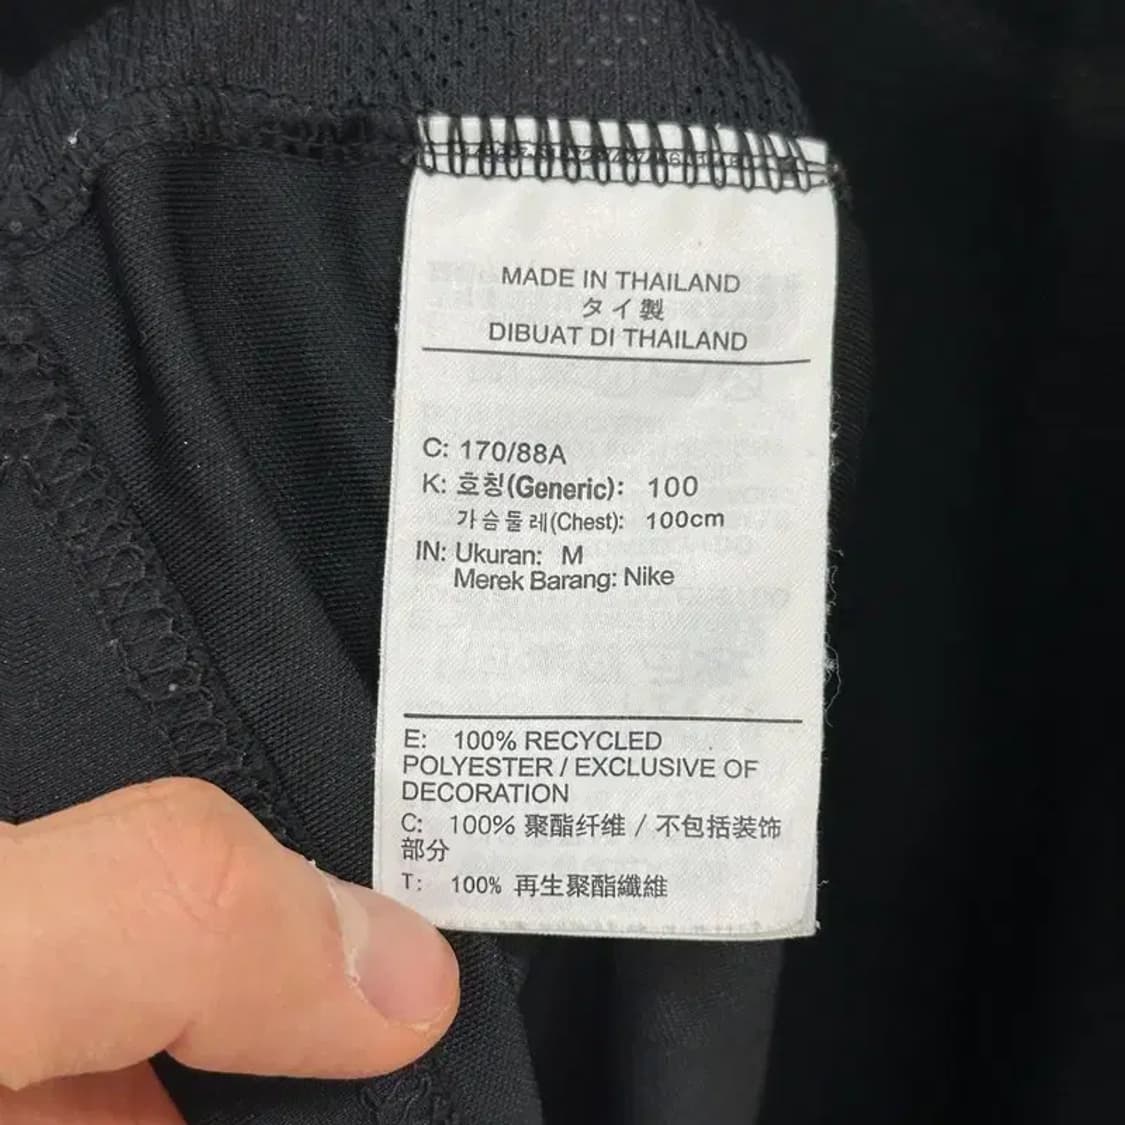 MADE IN THAILAND
タイ製
DIBUAT DI THAILAND
C: 170/88A
K: 호칭(Generic): 100
가슴둘레(Chest): 100cm
IN: Ukuran: M
Merek Barang: Nike
E: 100% RECYCLED
POLYESTER / EXCLUSIVE OF
DECORATION
C: 100% 聚酯纤维 / 不包括装饰
部分
T: 100% 再生聚酯纖維